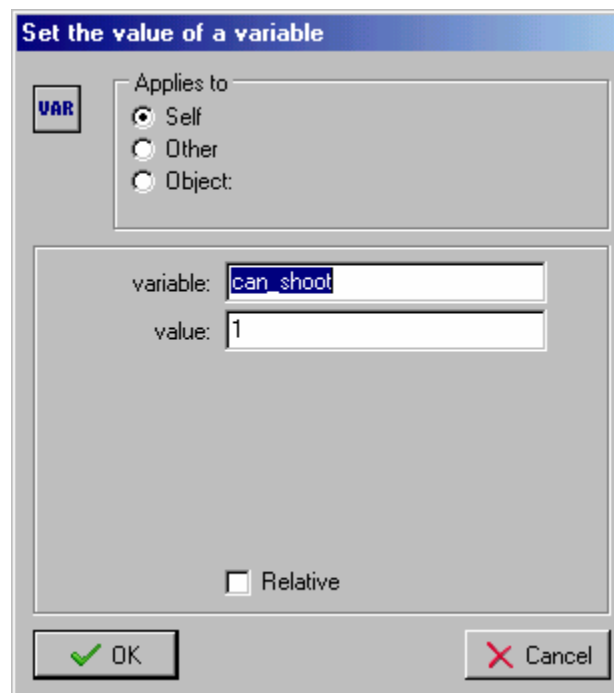 Set the value of a variable
Applies to
VAR
Self
Other
Object:
variable: can_shoot
value: 1
Relative
OK
Cancel